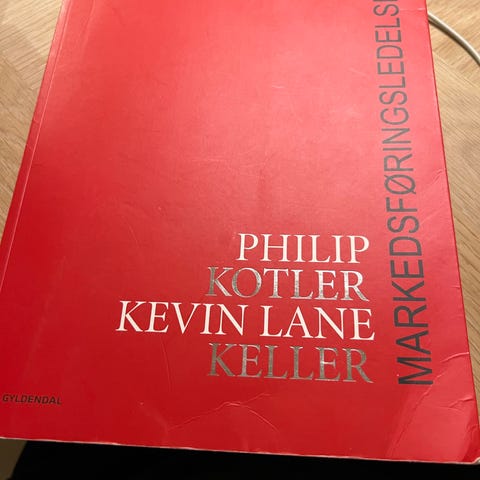 MARKEDSFØRINGSLEDELSE
PHILIP
KOTLER
KEVIN LANE
KELLER
GYLDENDAL